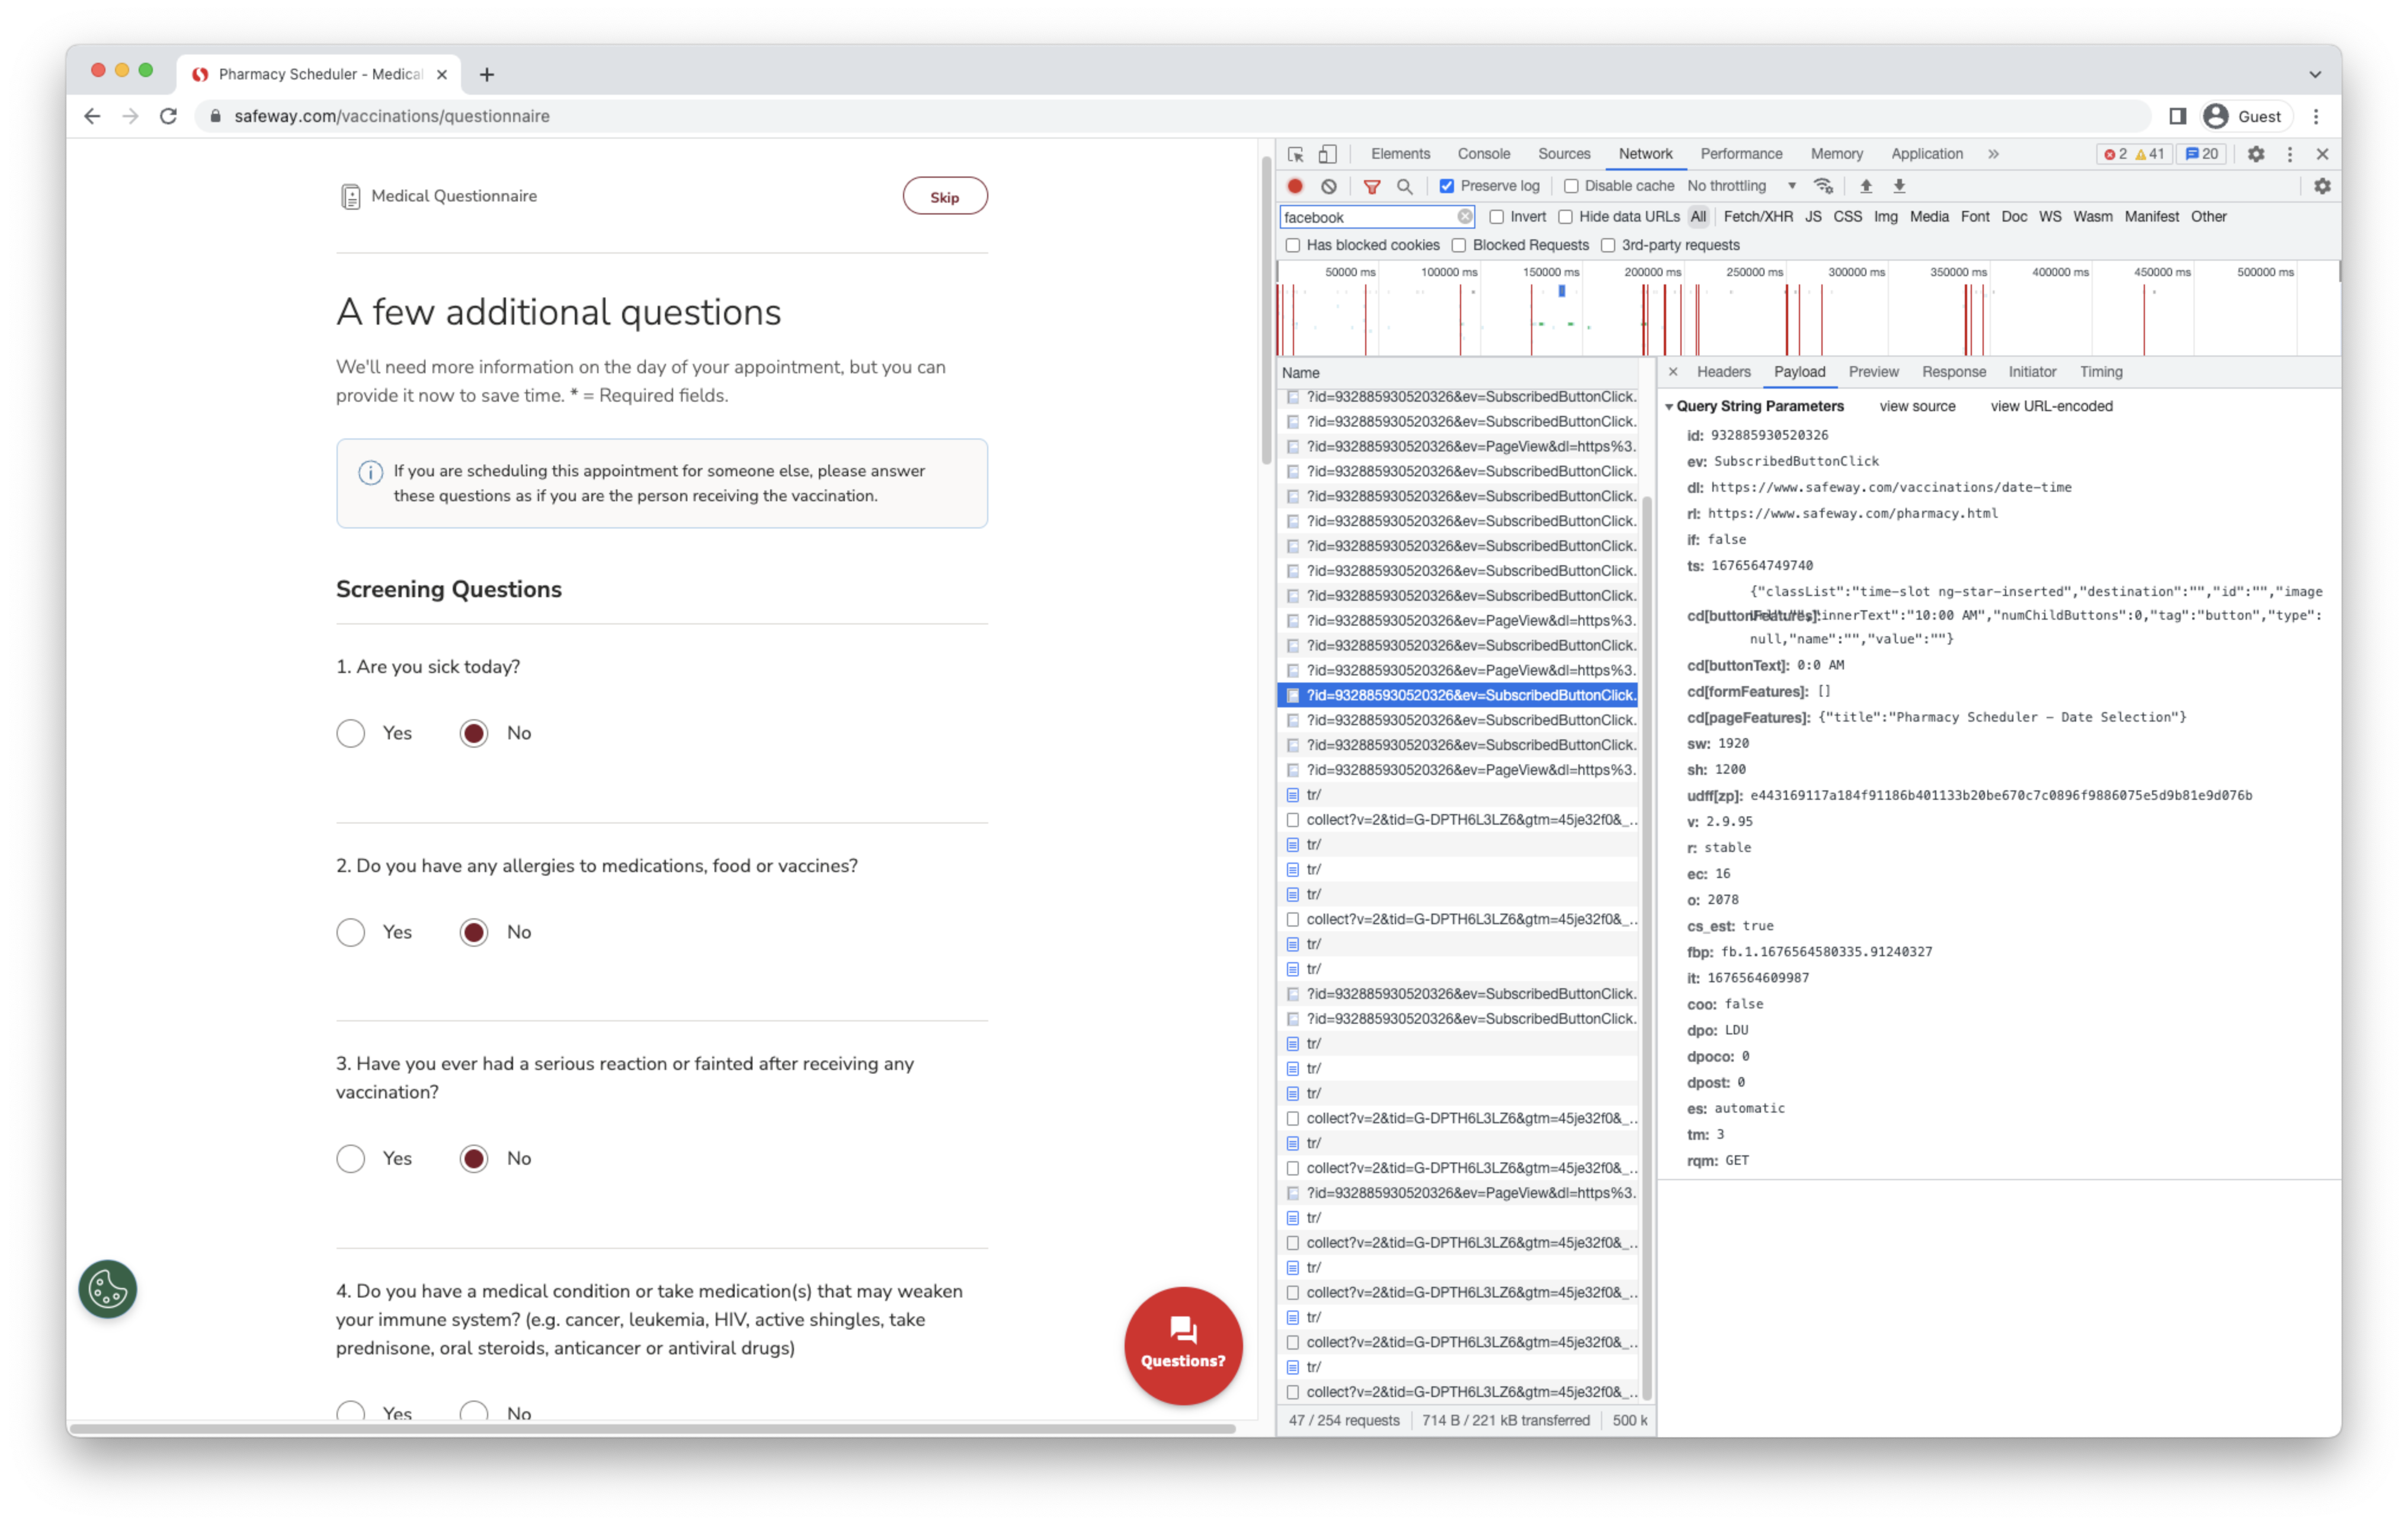 Pharmacy Scheduler - Medical
safeway.com/vaccinations/questionnaire
Guest
Medical Questionnaire
Skip
A few additional questions
We'll need more information on the day of your appointment, but you can
provide it now to save time. * = Required fields.
If you are scheduling this appointment for someone else, please answer
these questions as if you are the person receiving the vaccination.
Screening Questions
1. Are you sick today?
Yes No
2. Do you have any allergies to medications, food or vaccines?
Yes No
3. Have you ever had a serious reaction or fainted after receiving any
vaccination?
Yes No
4. Do you have a medical condition or take medication(s) that may weaken
your immune system? (e.g. cancer, leukemia, HIV, active shingles, take
prednisone, oral steroids, anticancer or antiviral drugs)
Yes No
Questions?
Elements Console Sources Network Performance Memory Application 2 41 20
Preserve log Disable cache No throttling
facebook Invert Hide data URLs All Fetch/XHR JS CSS Img Media Font Doc WS Wasm Manifest Other
Has blocked cookies Blocked Requests 3rd-party requests
50000 ms 100000 ms 150000 ms 200000 ms 250000 ms 300000 ms 350000 ms 400000 ms 450000 ms 500000 ms
Name
?id=932885930520326&ev=SubscribedButtonClick.
?id=932885930520326&ev=SubscribedButtonClick.
?id=932885930520326&ev=PageView&dl=https%3.
?id=932885930520326&ev=SubscribedButtonClick.
?id=932885930520326&ev=SubscribedButtonClick.
?id=932885930520326&ev=SubscribedButtonClick.
?id=932885930520326&ev=SubscribedButtonClick.
?id=932885930520326&ev=SubscribedButtonClick.
?id=932885930520326&ev=SubscribedButtonClick.
?id=932885930520326&ev=PageView&dl=https%3.
?id=932885930520326&ev=SubscribedButtonClick.
?id=932885930520326&ev=PageView&dl=https%3.
?id=932885930520326&ev=SubscribedButtonClick.
?id=932885930520326&ev=SubscribedButtonClick.
?id=932885930520326&ev=SubscribedButtonClick.
?id=932885930520326&ev=PageView&dl=https%3.
tr/
collect?v=2&tid=G-DPTH6L3LZ6&gtm=45je32f0&_..
tr/
tr/
tr/
collect?v=2&tid=G-DPTH6L3LZ6&gtm=45je32f0&_..
tr/
tr/
?id=932885930520326&ev=SubscribedButtonClick.
?id=932885930520326&ev=SubscribedButtonClick.
tr/
tr/
tr/
collect?v=2&tid=G-DPTH6L3LZ6&gtm=45je32f0&_..
tr/
collect?v=2&tid=G-DPTH6L3LZ6&gtm=45je32f0&_..
?id=932885930520326&ev=PageView&dl=https%3.
tr/
collect?v=2&tid=G-DPTH6L3LZ6&gtm=45je32f0&_..
tr/
collect?v=2&tid=G-DPTH6L3LZ6&gtm=45je32f0&_..
tr/
collect?v=2&tid=G-DPTH6L3LZ6&gtm=45je32f0&_..
tr/
collect?v=2&tid=G-DPTH6L3LZ6&gtm=45je32f0&_..
47 / 254 requests 714 B / 221 kB transferred 500 k
Headers Payload Preview Response Initiator Timing
Query String Parameters view source view URL-encoded
id: 932885930520326
ev: SubscribedButtonClick
dl: https://www.safeway.com/vaccinations/date-time
rl: https://www.safeway.com/pharmacy.html
if: false
ts: 1676564749740
{"classList":"time-slot ng-star-inserted","destination":"","id":"","image
cd[buttonFeatures]: innerText":"10:00 AM","numChildButtons":0,"tag":"button","type":
null,"name":"","value":""}
cd[buttonText]: 0:0 AM
cd[formFeatures]: []
cd[pageFeatures]: {"title":"Pharmacy Scheduler – Date Selection"}
sw: 1920
sh: 1200
udff[zp]: e443169117a184f91186b401133b20be670c7c0896f9886075e5d9b81e9d076b
v: 2.9.95
r: stable
ec: 16
o: 2078
cs_est: true
fbp: fb.1.1676564580335.91240327
it: 1676564609987
coo: false
dpo: LDU
dpoco: 0
dpost: 0
es: automatic
tm: 3
rqm: GET